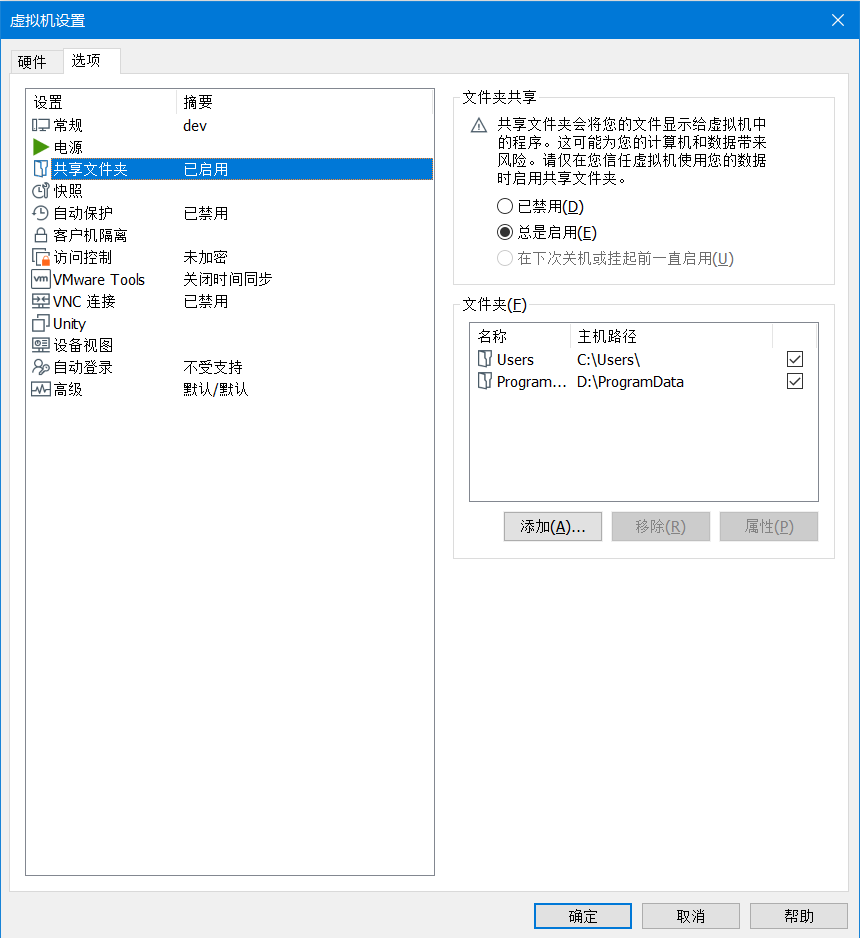 虚拟机设置
硬件 选项
设置 摘要
常规 dev
电源
共享文件夹 已启用
快照
自动保护 已禁用
客户机隔离
访问控制 未加密
vm VMware Tools 关闭时间同步
VNC 连接 已禁用
Unity
设备视图
自动登录 不受支持
高级 默认/默认
文件夹共享
共享文件夹会将您的文件显示给虚拟机中
的程序。这可能为您的计算机和数据带来
风险。请仅在您信任虚拟机使用您的数据
时启用共享文件夹。
已禁用(D)
总是启用(E)
在下次关机或挂起前一直启用(U)
文件夹(F)
名称 主机路径
Users C:\Users\
Program... D:\ProgramData
添加(A)... 移除(R) 属性(P)
确定 取消 帮助